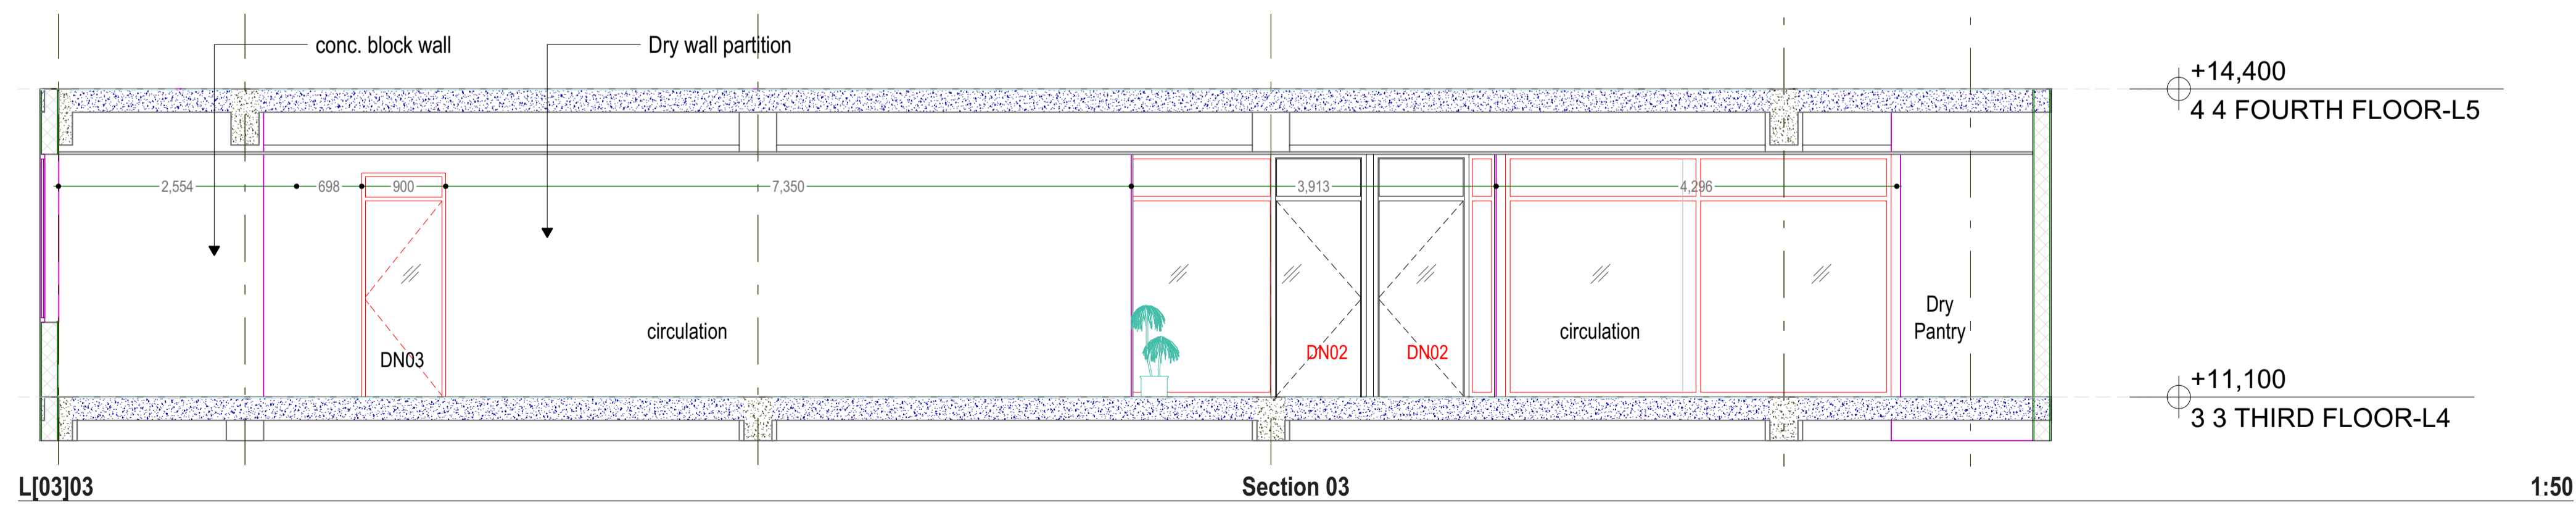 conc. block wall
Dry wall partition
+14,400
4 4 FOURTH FLOOR-L5
2,554
698
900
7,350
3,913
4,296
circulation
circulation
Dry
Pantry
DN03
DN02
DN02
+11,100
3 3 THIRD FLOOR-L4
L[03]03
Section 03
1:50